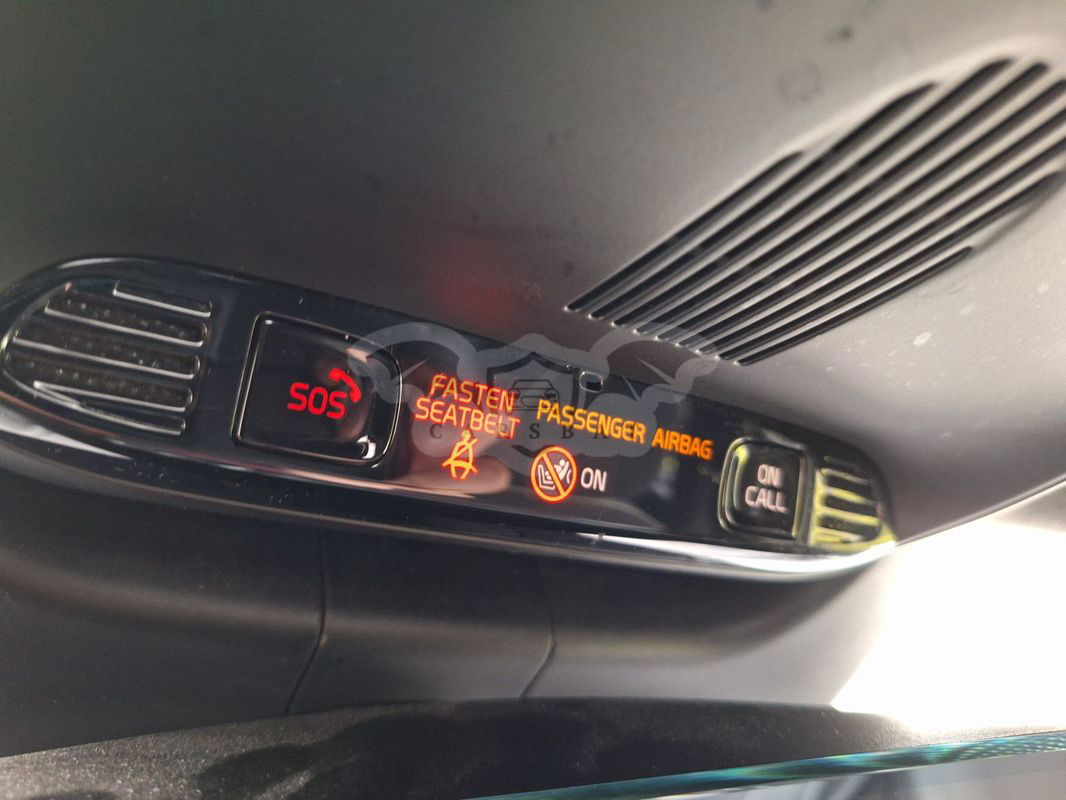 SOS
FASTEN
SEATBELT
PASSENGER AIRBAG
ON
ON
CALL